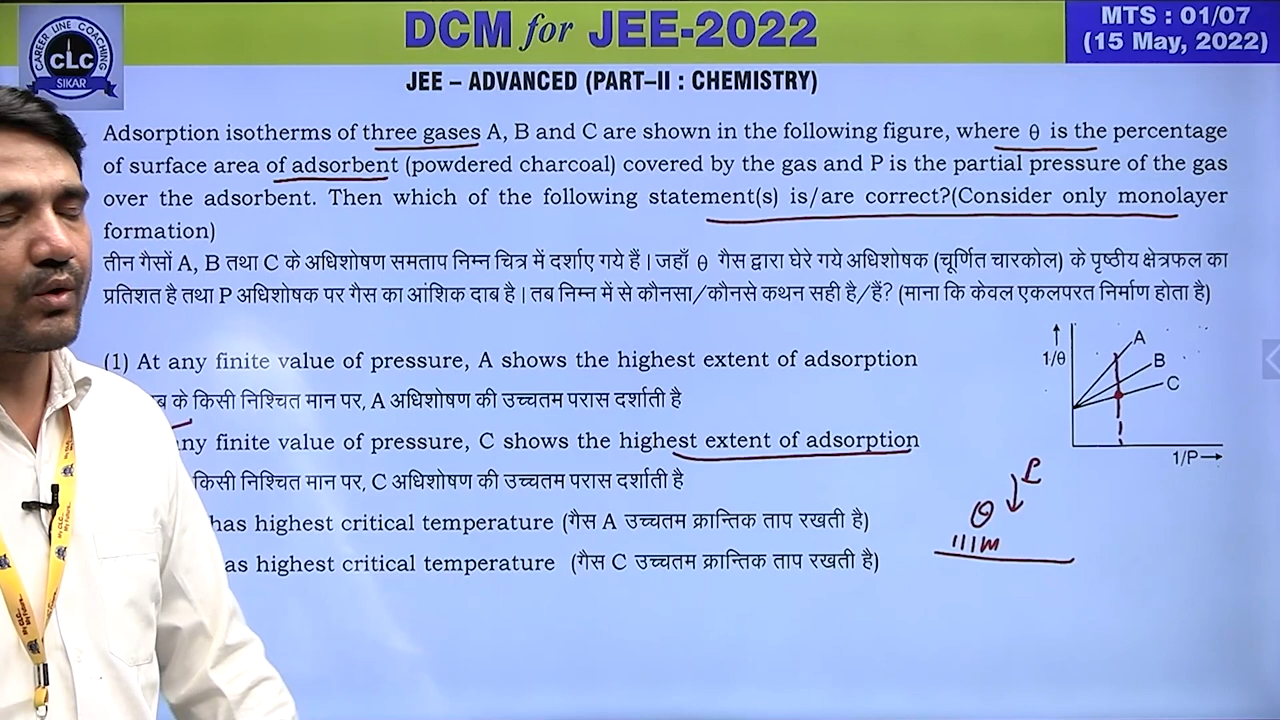 DCM for JEE-2022
MTS : 01/07
(15 May, 2022)
CAREER LINE COACHING
CLC
SIKAR
JEE – ADVANCED (PART–II : CHEMISTRY)
Adsorption isotherms of three gases A, B and C are shown in the following figure, where θ is the percentage
of surface area of adsorbent (powdered charcoal) covered by the gas and P is the partial pressure of the gas
over the adsorbent. Then which of the following statement(s) is/are correct?(Consider only monolayer
formation)
तीन गैसों A, B तथा C के अधिशोषण समताप निम्न चित्र में दर्शाए गये हैं। जहाँ θ गैस द्वारा घेरे गये अधिशोषक (चूर्णित चारकोल) के पृष्ठीय क्षेत्रफल का
प्रतिशत है तथा P अधिशोषक पर गैस का आंशिक दाब है। तब निम्न में से कौनसा/कौनसे कथन सही है/हैं? (माना कि केवल एकलपरत निर्माण होता है)
(1) At any finite value of pressure, A shows the highest extent of adsorption
के किसी निश्चित मान पर, A अधिशोषण की उच्चतम परास दर्शाती है
any finite value of pressure, C shows the highest extent of adsorption
किसी निश्चित मान पर, C अधिशोषण की उच्चतम परास दर्शाती है
has highest critical temperature (गैस A उच्चतम क्रान्तिक ताप रखती है)
as highest critical temperature (गैस C उच्चतम क्रान्तिक ताप रखती है)
1/θ
A
B
C
1/P
P
θ
My CLC...
My Future...